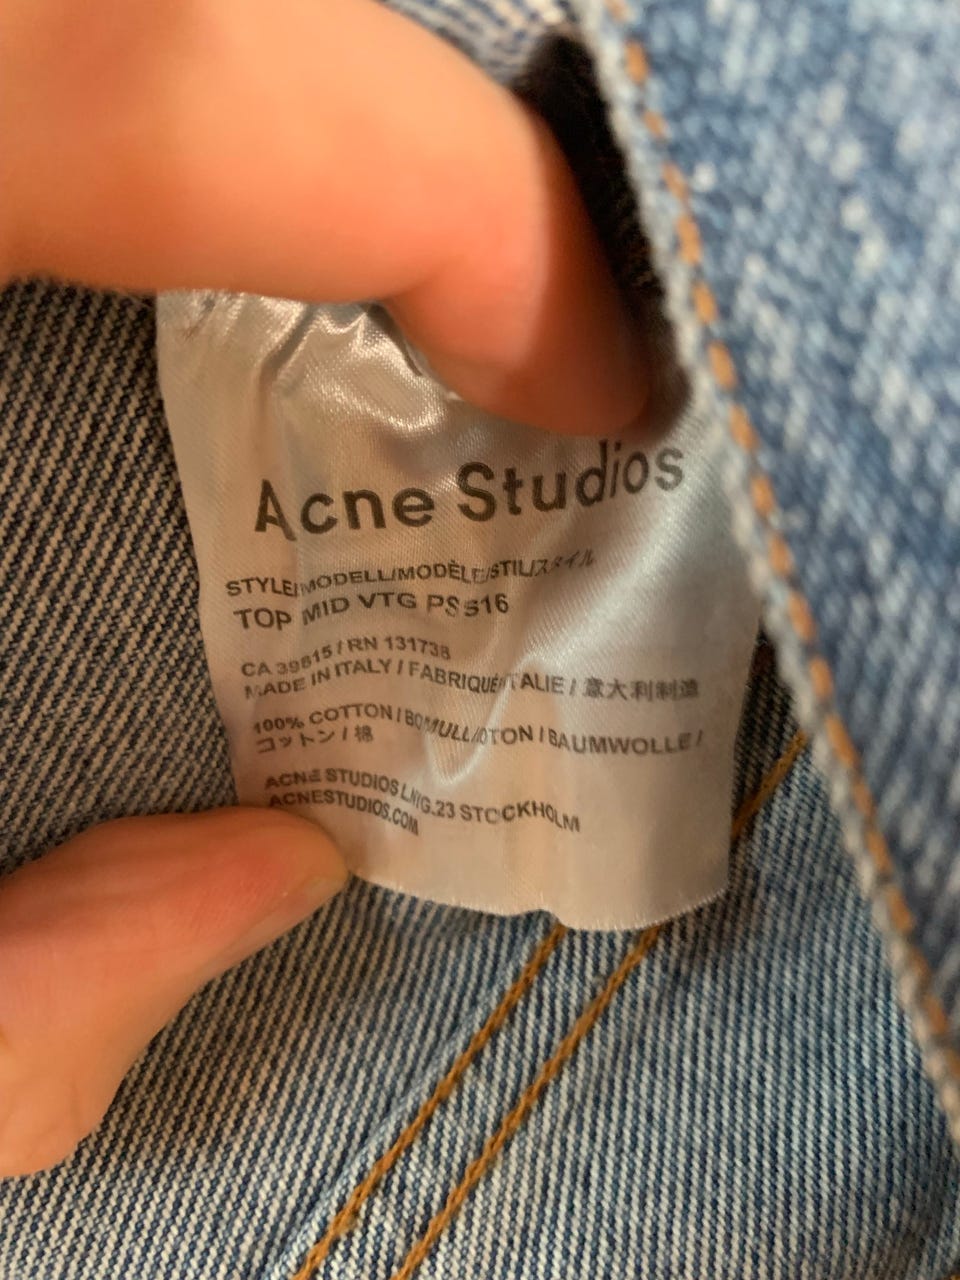 Acne Studios
STYLE/MODELL/MODÈLE/STIL/スタイル
TOP MID VTG PSS16
CA 39815 / RN 131738
MADE IN ITALY / FABRIQUÉ ITALIE / 意大利制造
100% COTTON / BOMULL/COTON / BAUMWOLLE /
コットン / 棉
ACNE STUDIOS LNTG.23 STOCKHOLM
ACNESTUDIOS.COM